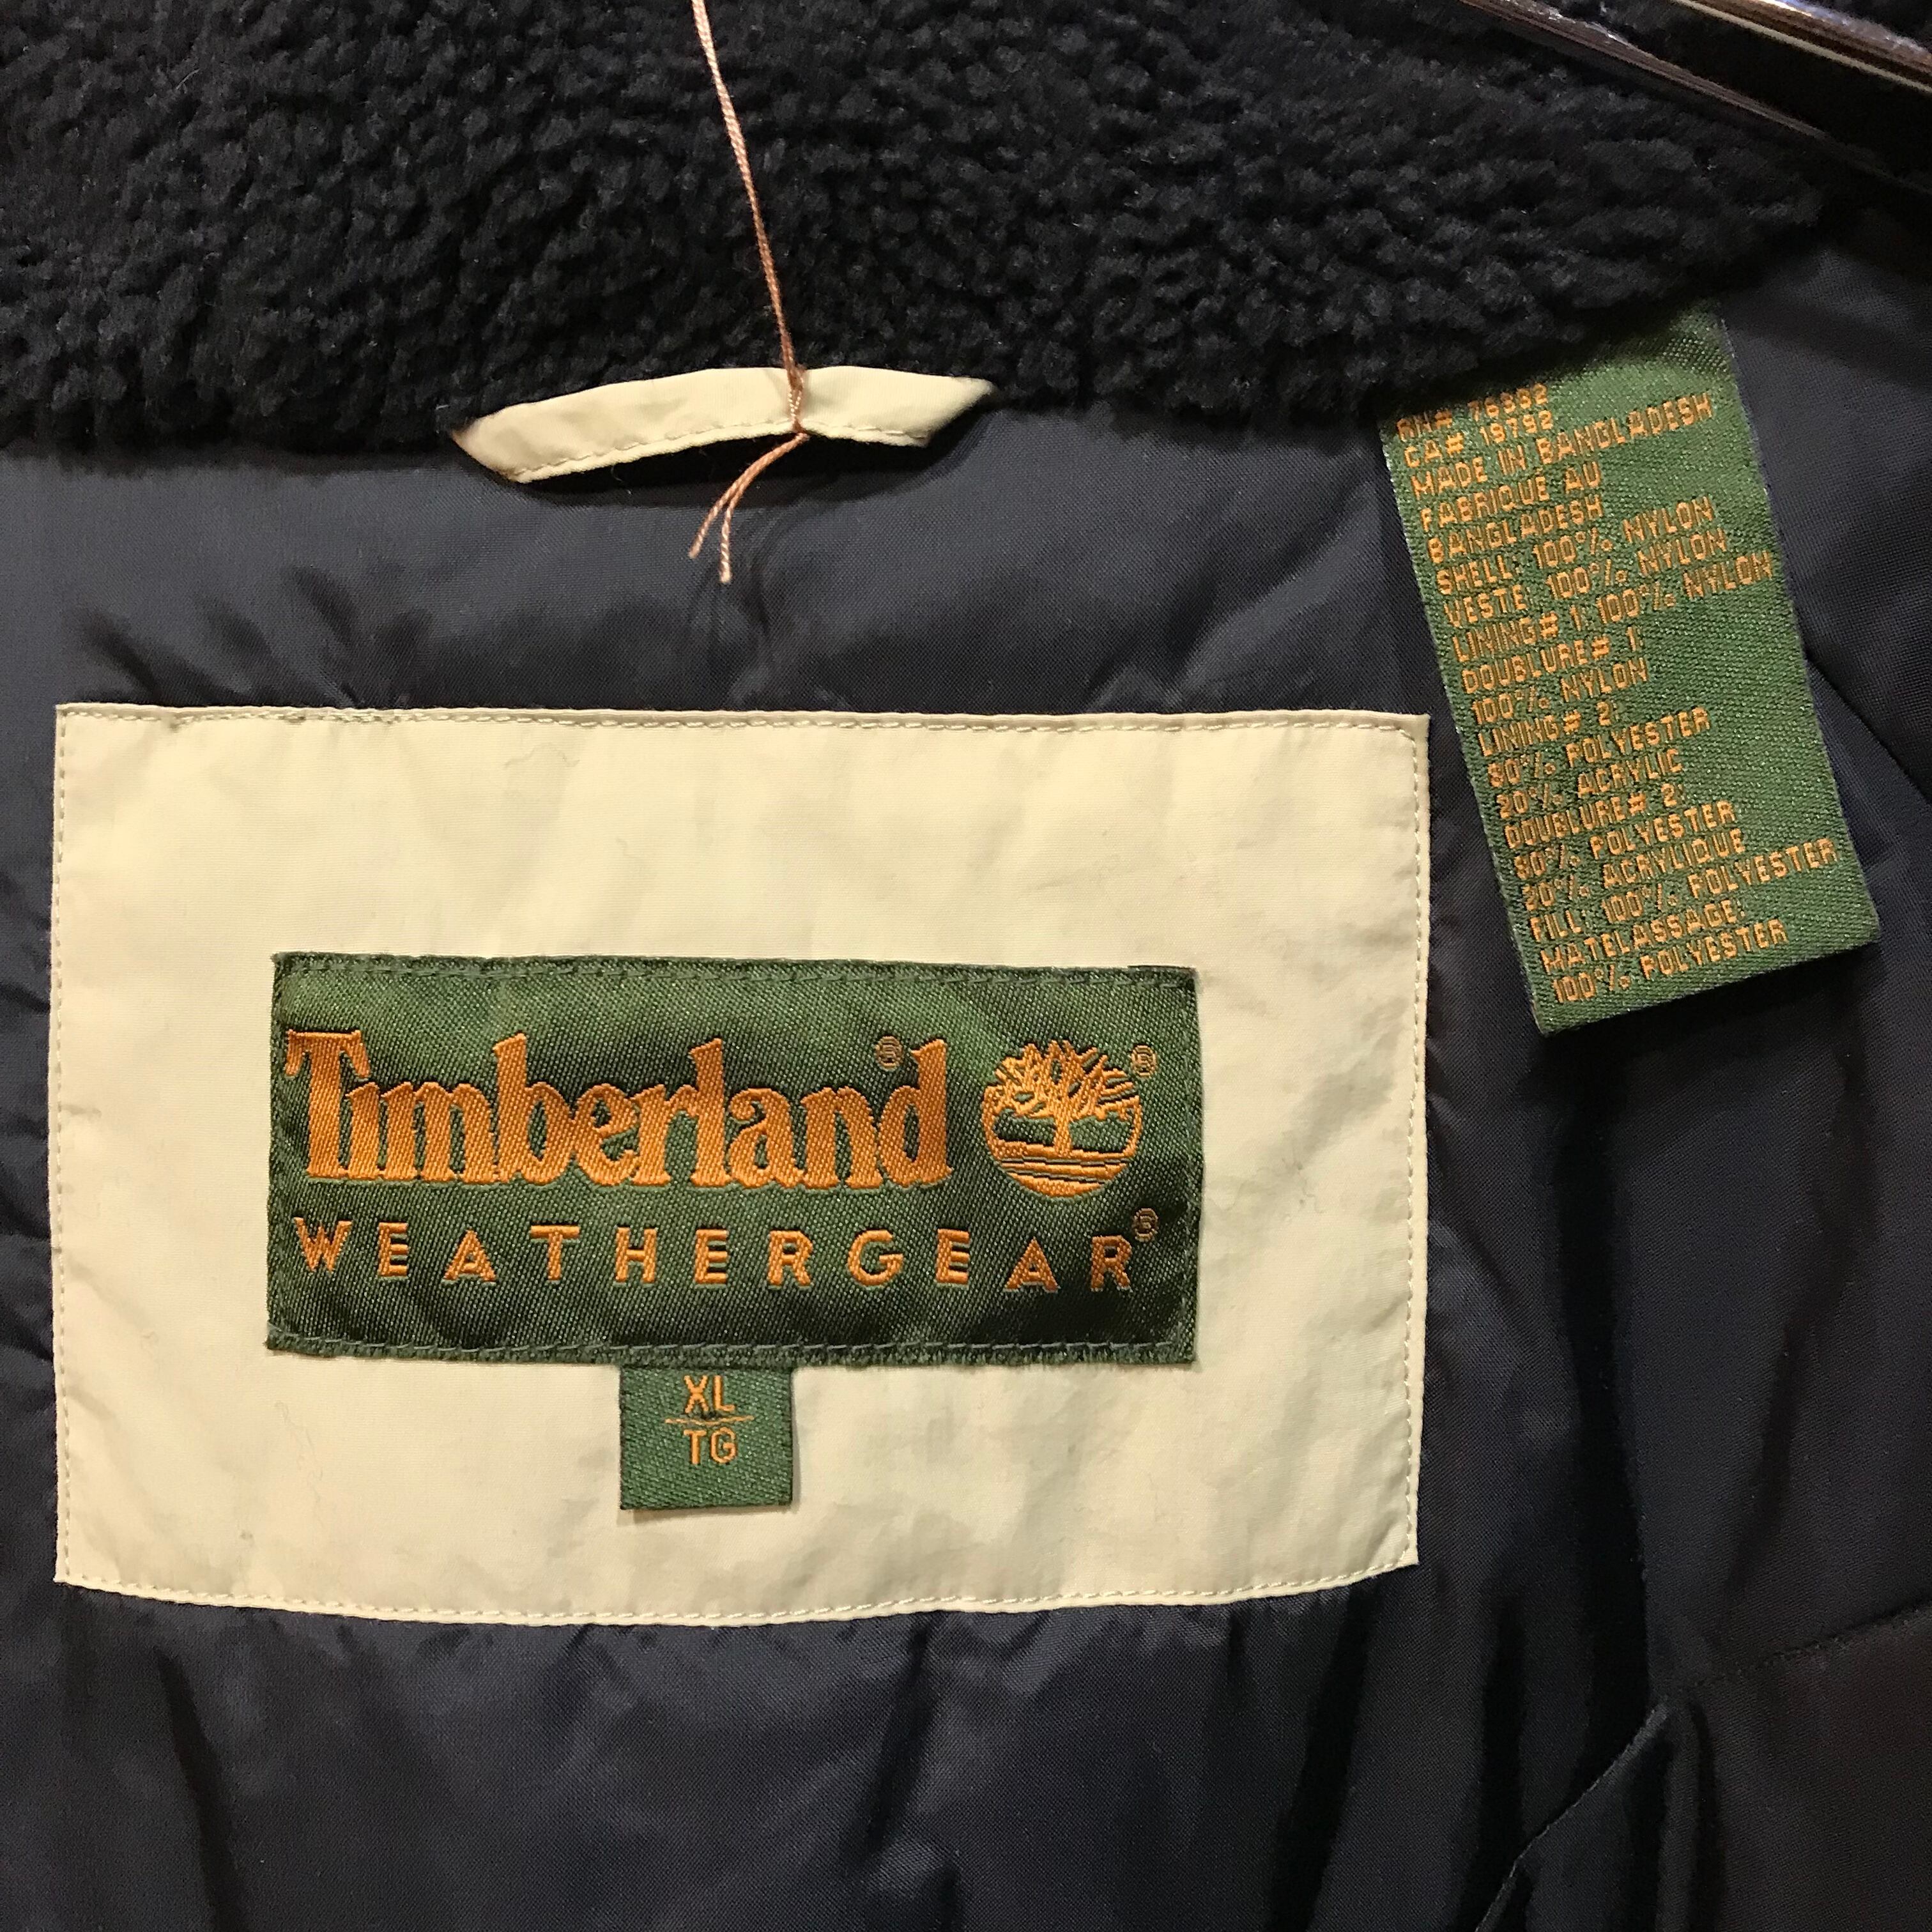 RN# 76392
CA# 19792
MADE IN BANGLADESH
FABRIQUE AU
BANGLADESH
SHELL: 100% NYLON
VESTE: 100% NYLON
LINING# 1: 100% NYLON
DOUBLURE# 1:
100% NYLON
LINING# 2:
80% POLYESTER
20% ACRYLIC
DOUBLURE# 2:
80% POLYESTER
20% ACRYLIQUE
FILL: 100% POLYESTER
MATELASSAGE:
100% POLYESTER
Timberland® ®
WEATHERGEAR®
XL
TG